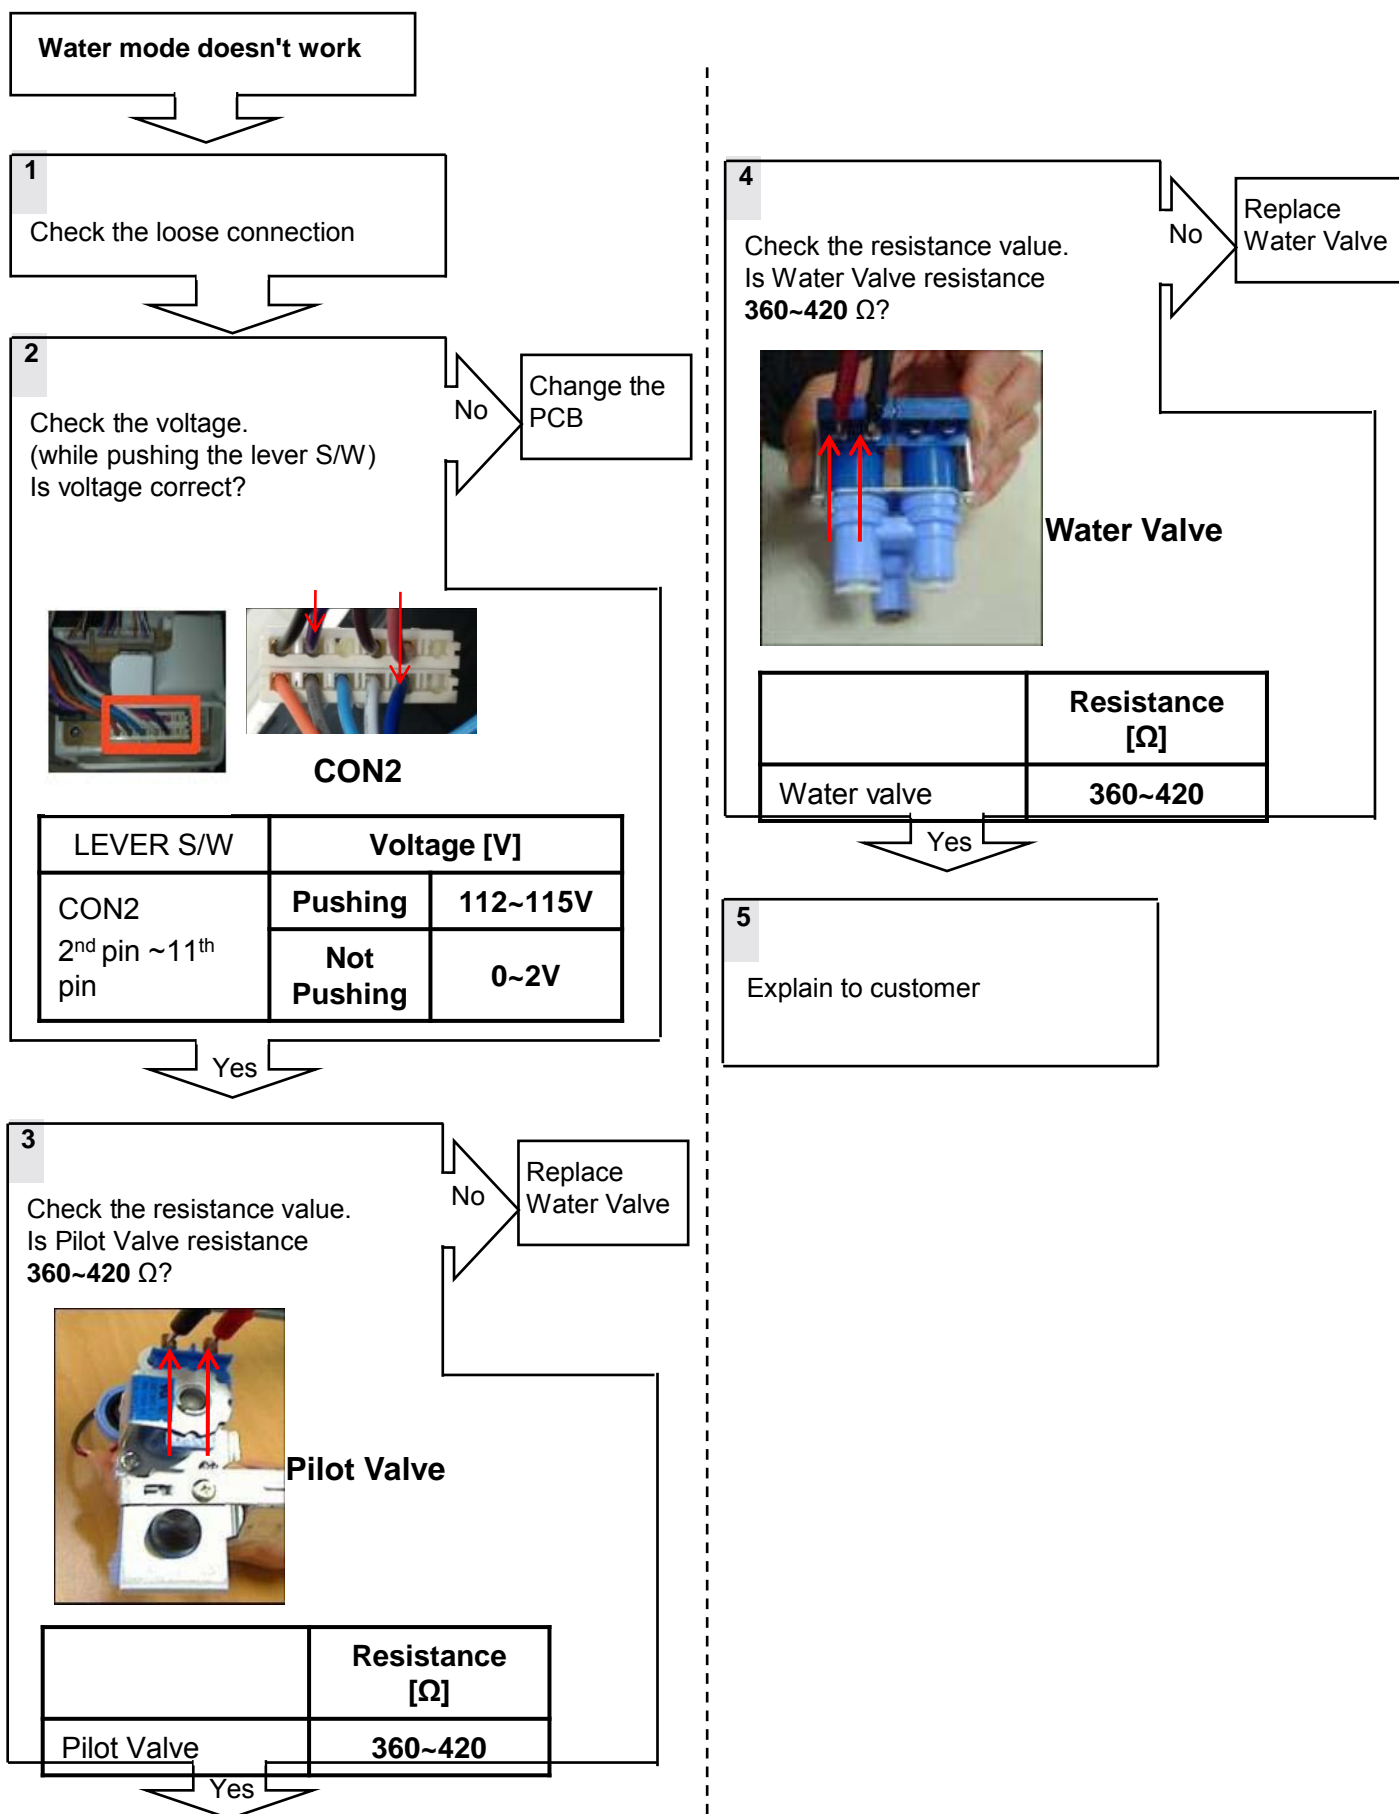 Water mode doesn't work
1
Check the loose connection
2
Check the voltage.
(while pushing the lever S/W)
Is voltage correct?
No
Change the
PCB
CON2
LEVER S/W
Voltage [V]
CON2
2nd pin ~11th
pin
Pushing
112~115V
Not
Pushing
0~2V
Yes
3
Check the resistance value.
Is Pilot Valve resistance
360~420 Ω?
No
Replace
Water Valve
Pilot Valve
Resistance
[Ω]
Pilot Valve
360~420
Yes
4
Check the resistance value.
Is Water Valve resistance
360~420 Ω?
No
Replace
Water Valve
Water Valve
Resistance
[Ω]
Water valve
360~420
Yes
5
Explain to customer